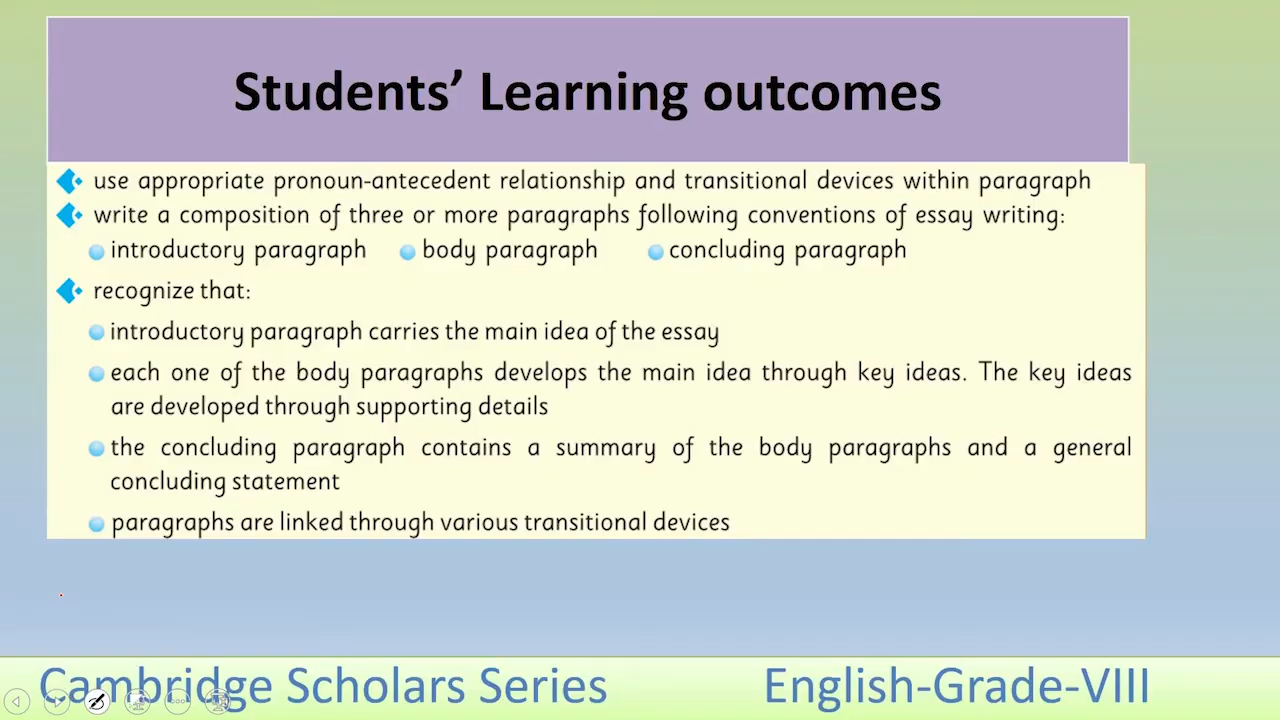 Students’ Learning outcomes
use appropriate pronoun-antecedent relationship and transitional devices within paragraph
write a composition of three or more paragraphs following conventions of essay writing:
introductory paragraph body paragraph concluding paragraph
recognize that:
introductory paragraph carries the main idea of the essay
each one of the body paragraphs develops the main idea through key ideas. The key ideas
are developed through supporting details
the concluding paragraph contains a summary of the body paragraphs and a general
concluding statement
paragraphs are linked through various transitional devices
Cambridge Scholars Series English-Grade-VIII